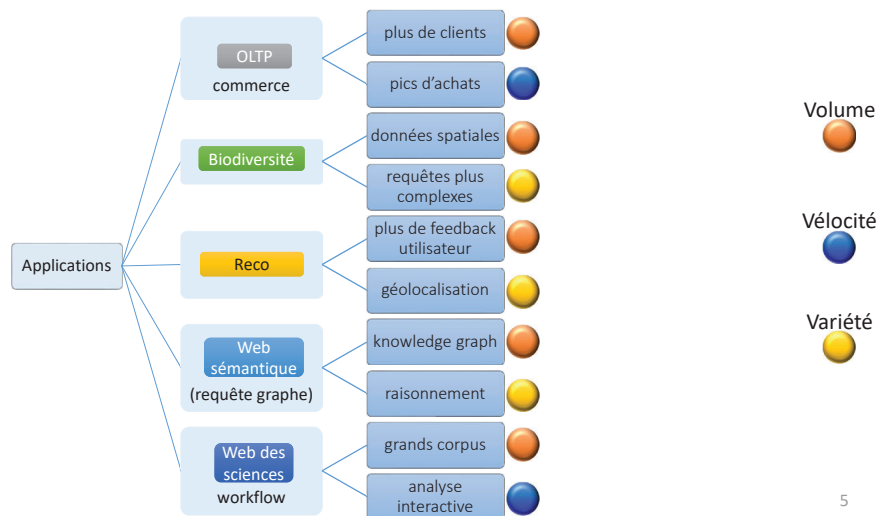 Applications
OLTP
commerce
plus de clients
pics d'achats
Biodiversité
données spatiales
requêtes plus
complexes
Reco
plus de feedback
utilisateur
géolocalisation
Web
sémantique
(requête graphe)
knowledge graph
raisonnement
Web des
sciences
workflow
grands corpus
analyse
interactive
Volume
Vélocité
Variété
5